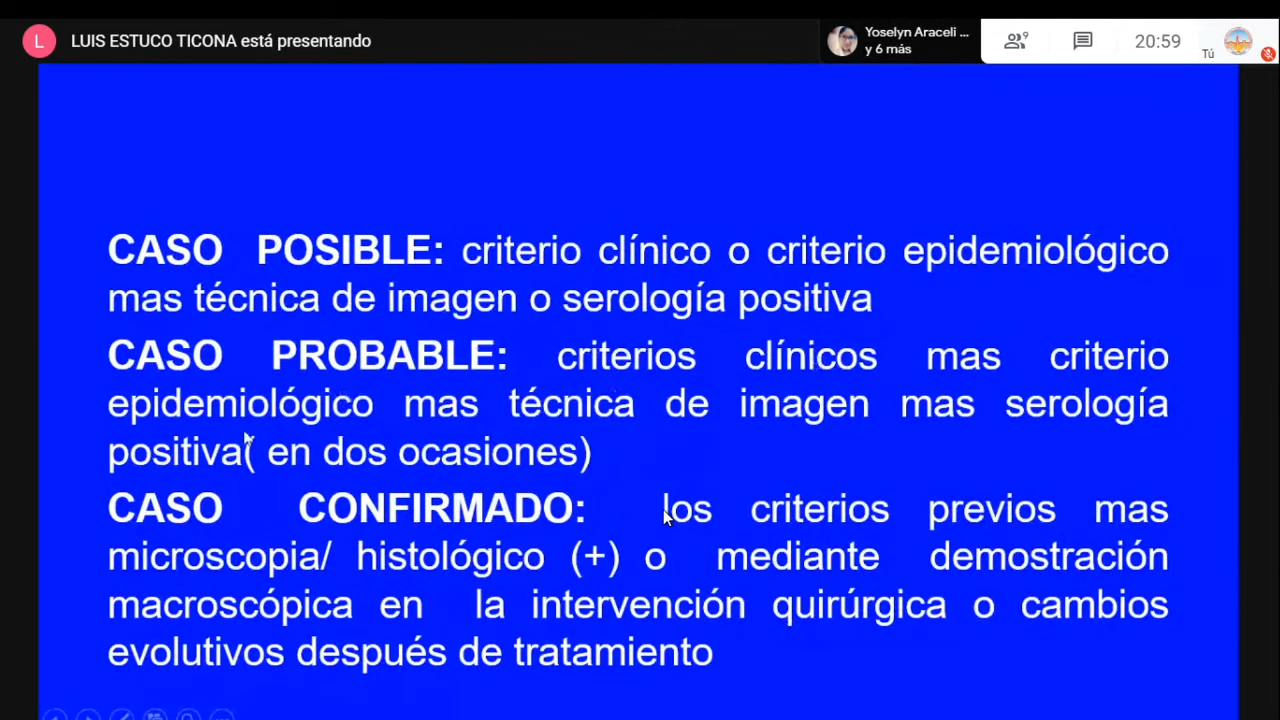 L LUIS ESTUCO TICONA está presentando
Yoselyn Araceli ...
y 6 más
9
20:59
Tú
CASO POSIBLE: criterio clínico o criterio epidemiológico
mas técnica de imagen o serología positiva
CASO PROBABLE: criterios clínicos mas criterio
epidemiológico mas técnica de imagen mas serología
positiva( en dos ocasiones)
CASO CONFIRMADO: los criterios previos mas
microscopia/ histológico (+) o mediante demostración
macroscópica en la intervención quirúrgica o cambios
evolutivos después de tratamiento